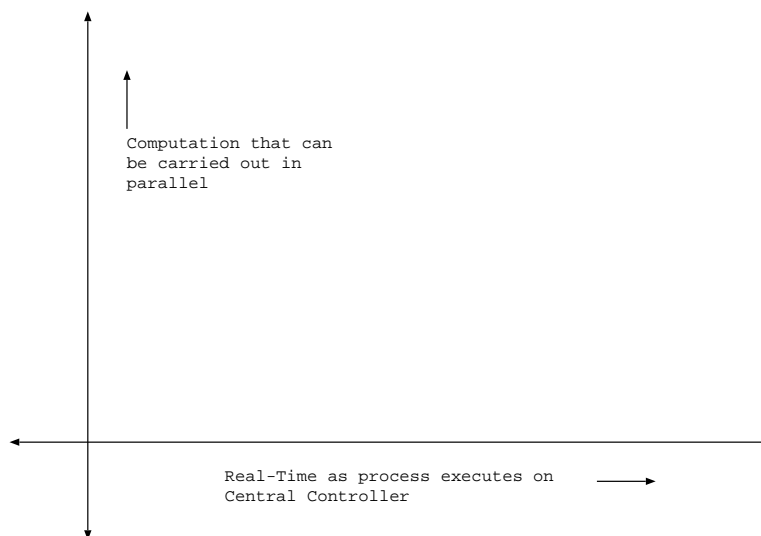 Computation that can
be carried out in
parallel
Real-Time as process executes on
Central Controller